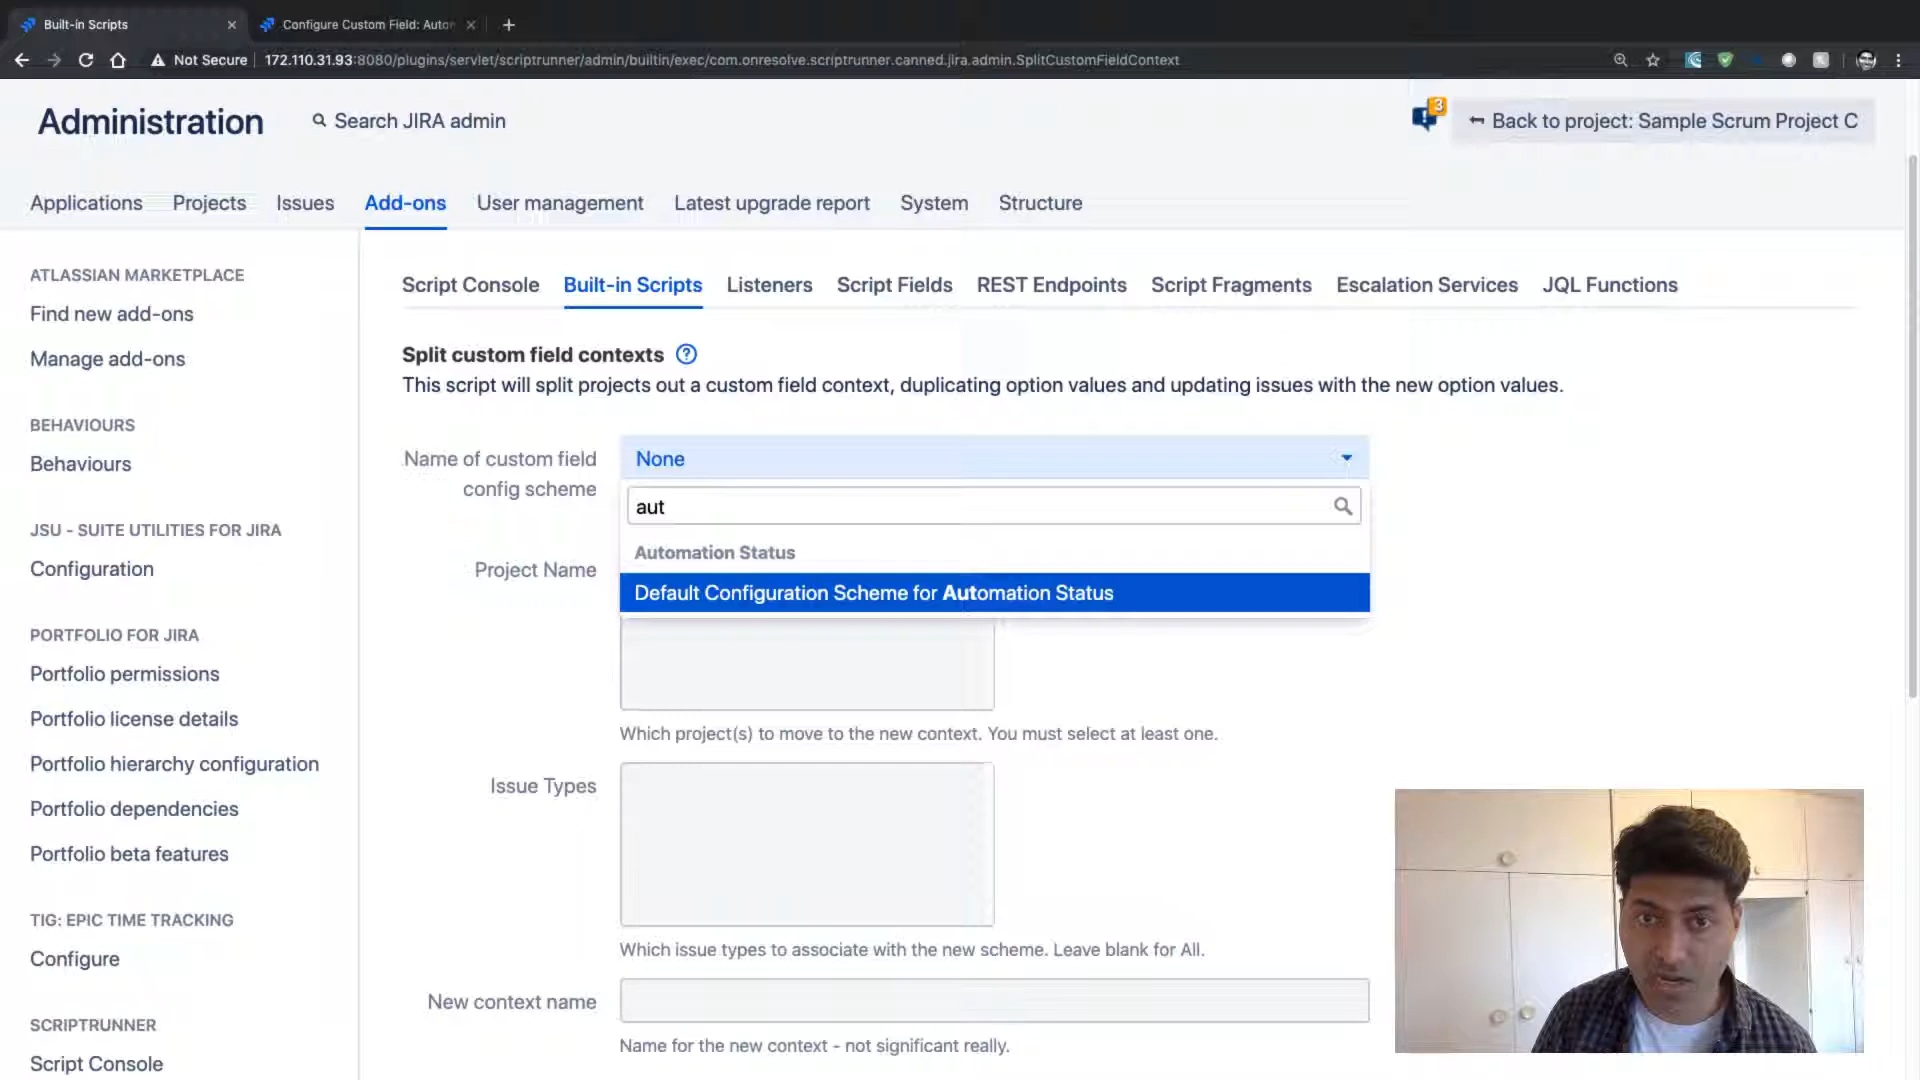 Built-in Scripts
Configure Custom Field: Auto
Not Secure
172.110.31.93:8080/plugins/servlet/scriptrunner/admin/builtin/exec/com.onresolve.scriptrunner.canned.jira.admin.SplitCustomFieldContext
Administration
Search JIRA admin
3
Back to project: Sample Scrum Project C
Applications
Projects
Issues
Add-ons
User management
Latest upgrade report
System
Structure
ATLASSIAN MARKETPLACE
Find new add-ons
Manage add-ons
BEHAVIOURS
Behaviours
JSU - SUITE UTILITIES FOR JIRA
Configuration
PORTFOLIO FOR JIRA
Portfolio permissions
Portfolio license details
Portfolio hierarchy configuration
Portfolio dependencies
Portfolio beta features
TIG: EPIC TIME TRACKING
Configure
SCRIPTRUNNER
Script Console
Script Console
Built-in Scripts
Listeners
Script Fields
REST Endpoints
Script Fragments
Escalation Services
JQL Functions
Split custom field contexts
This script will split projects out a custom field context, duplicating option values and updating issues with the new option values.
Name of custom field
config scheme
None
aut
Automation Status
Default Configuration Scheme for Automation Status
Project Name
Which project(s) to move to the new context. You must select at least one.
Issue Types
Which issue types to associate with the new scheme. Leave blank for All.
New context name
Name for the new context - not significant really.